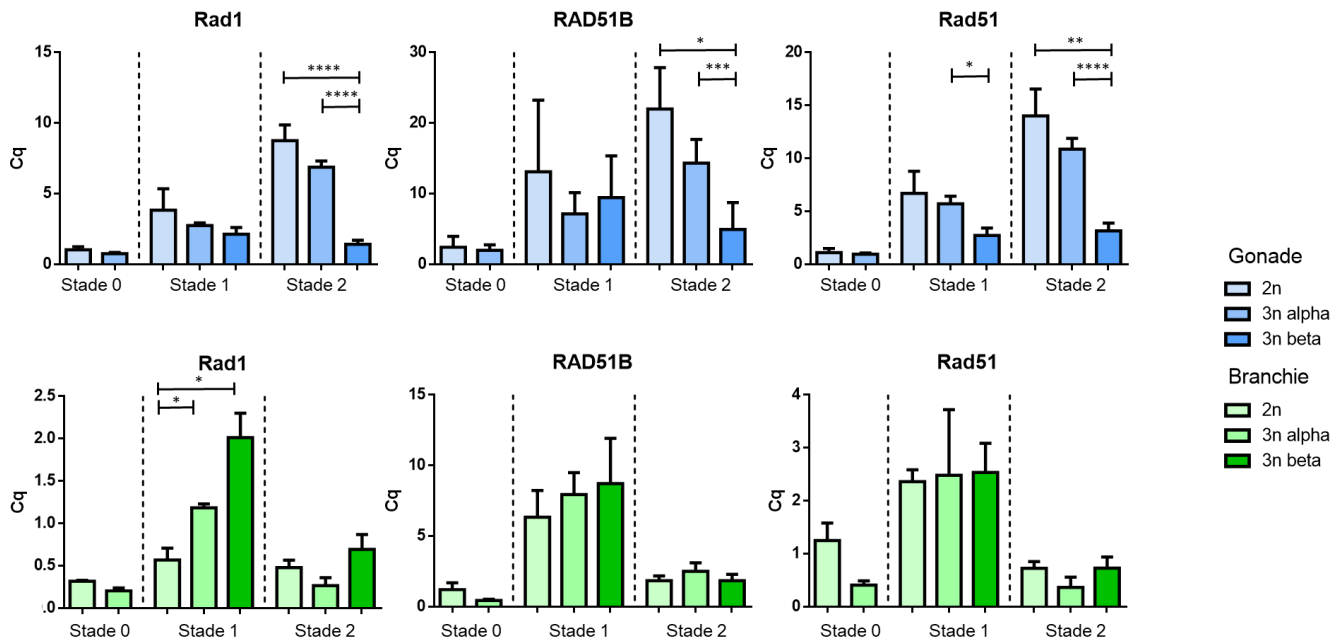 Rad1
RAD51B
Rad51
15
10
5
0
Cq
****
****
Stade 0
Stade 1
Stade 2
30
20
10
0
Cq
*
***
Stade 0
Stade 1
Stade 2
20
15
10
5
0
Cq
*
**
****
Stade 0
Stade 1
Stade 2
Gonade
2n
3n alpha
3n beta
Branchie
2n
3n alpha
3n beta
Rad1
RAD51B
Rad51
2.5
2.0
1.5
1.0
0.5
.0
Cq
*
*
Stade 0
Stade 1
Stade 2
15
10
5
0
Cq
Stade 0
Stade 1
Stade 2
4
3
2
1
0
Cq
Stade 0
Stade 1
Stade 2